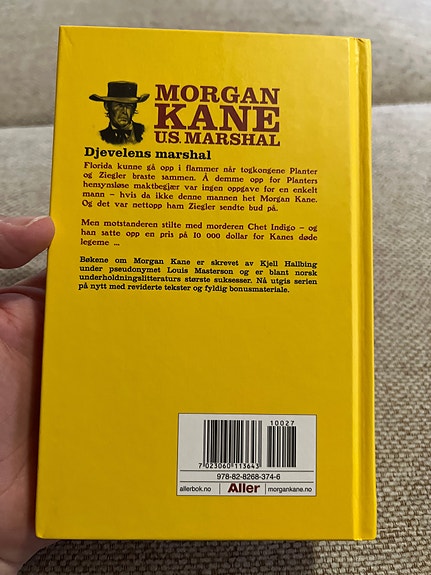 MORGAN
KANE
U.S. MARSHAL
Djevelens marshal
Florida kunne gå opp i flammer når togkongene Planter
og Ziegler braste sammen. Å demme opp for Planters
hensynsløse maktbegjær var ingen oppgave for en enkelt
mann – hvis da ikke denne mannen het Morgan Kane.
Og det var nettopp ham Ziegler sendte bud på.
Men motstanderen stilte med morderen Chet Indigo – og
han satte opp en pris på 10 000 dollar for Kanes døde
legeme ...
Bøkene om Morgan Kane er skrevet av Kjell Hallbing
under pseudonymet Louis Masterson og er blant norsk
underholdningslitteraturs største suksesser. Nå utgis serien
på nytt med reviderte tekster og fyldig bonusmateriale.
10027
7 023060 113643
978-82-8268-374-6
allerbok.no Aller morgankane.no